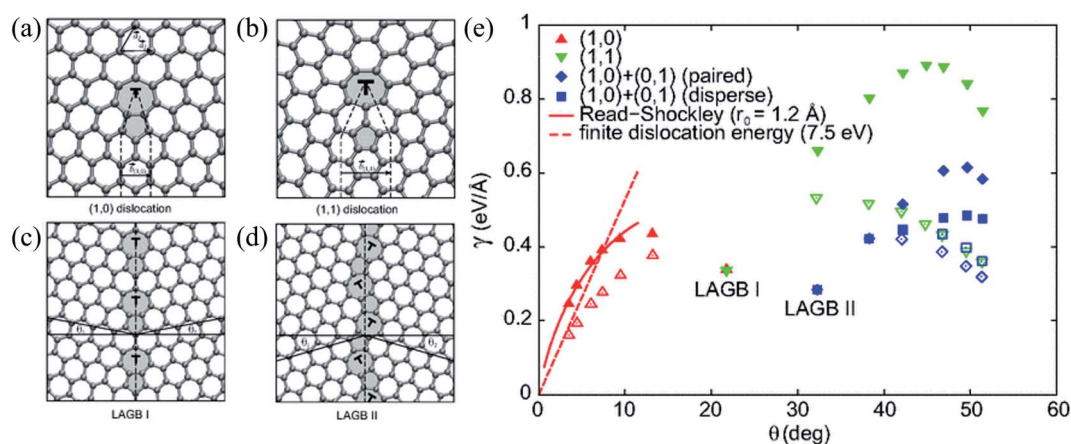 (a)
(b)
(1,0) dislocation
(1,1) dislocation
(c)
(d)
θ₁
θ₂
LAGB I
LAGB II
(e)
(1,0)
(1,1)
(1,0)+(0,1) (paired)
(1,0)+(0,1) (disperse)
Read−Shockley (r₀ = 1.2 Å)
finite dislocation energy (7.5 eV)
LAGB I
LAGB II
γ (eV/Å)
1
0.8
0.6
0.4
0.2
0
0 10 20 30 40 50 60
θ (deg)